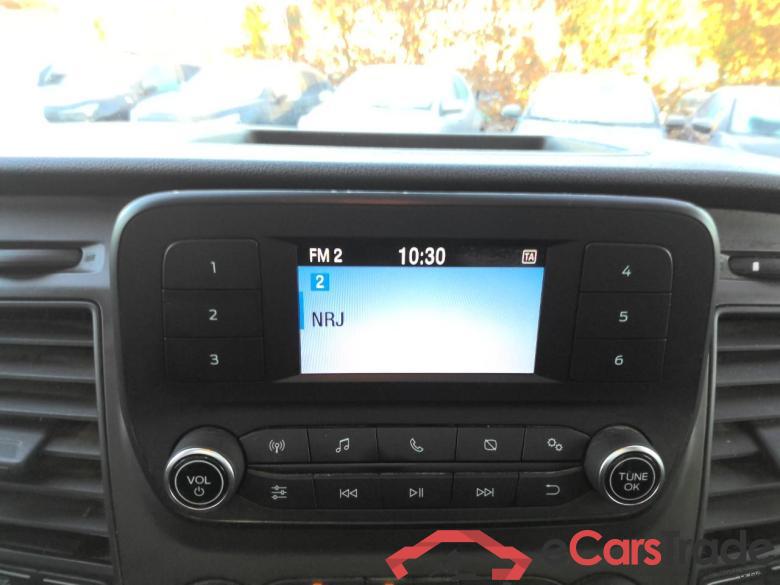 FM 2 10:30 TA
2
NRJ
1
2
3
4
5
6
VOL
TUNE
OK
eCarsTrade